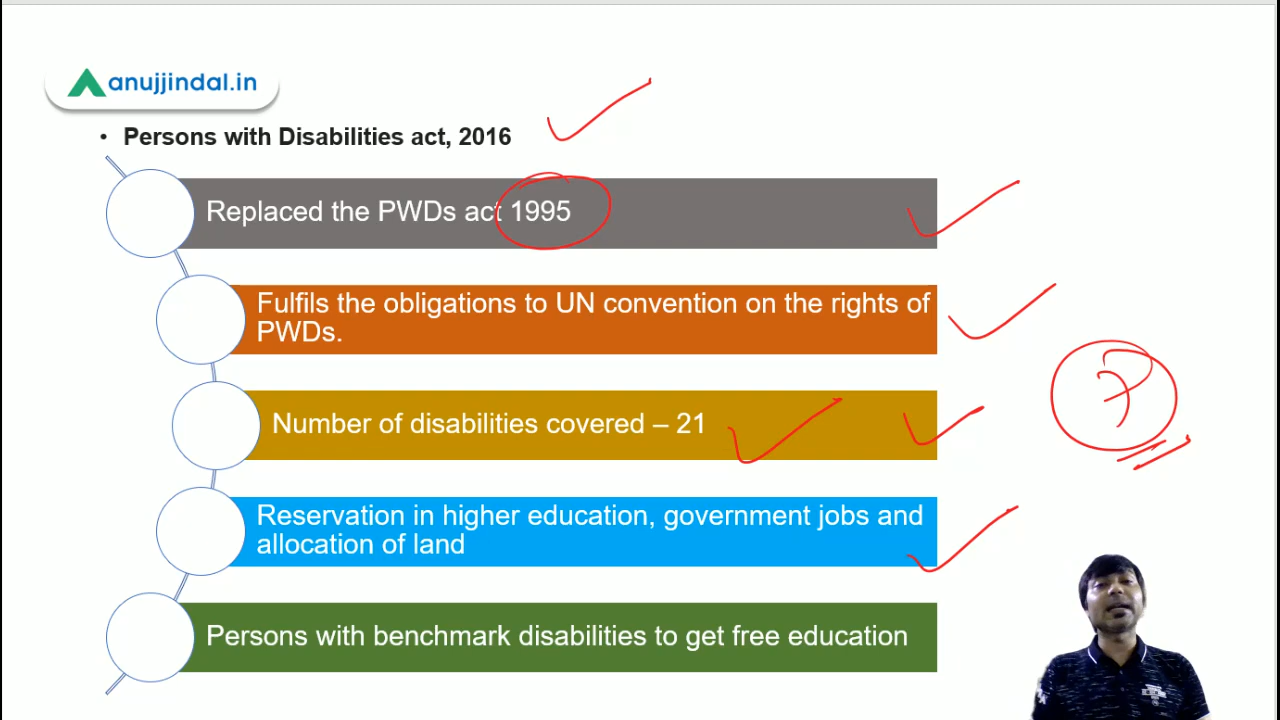 anujjindal.in
• Persons with Disabilities act, 2016
Replaced the PWDs act 1995
Fulfils the obligations to UN convention on the rights of
PWDs.
Number of disabilities covered – 21
Reservation in higher education, government jobs and
allocation of land
Persons with benchmark disabilities to get free education